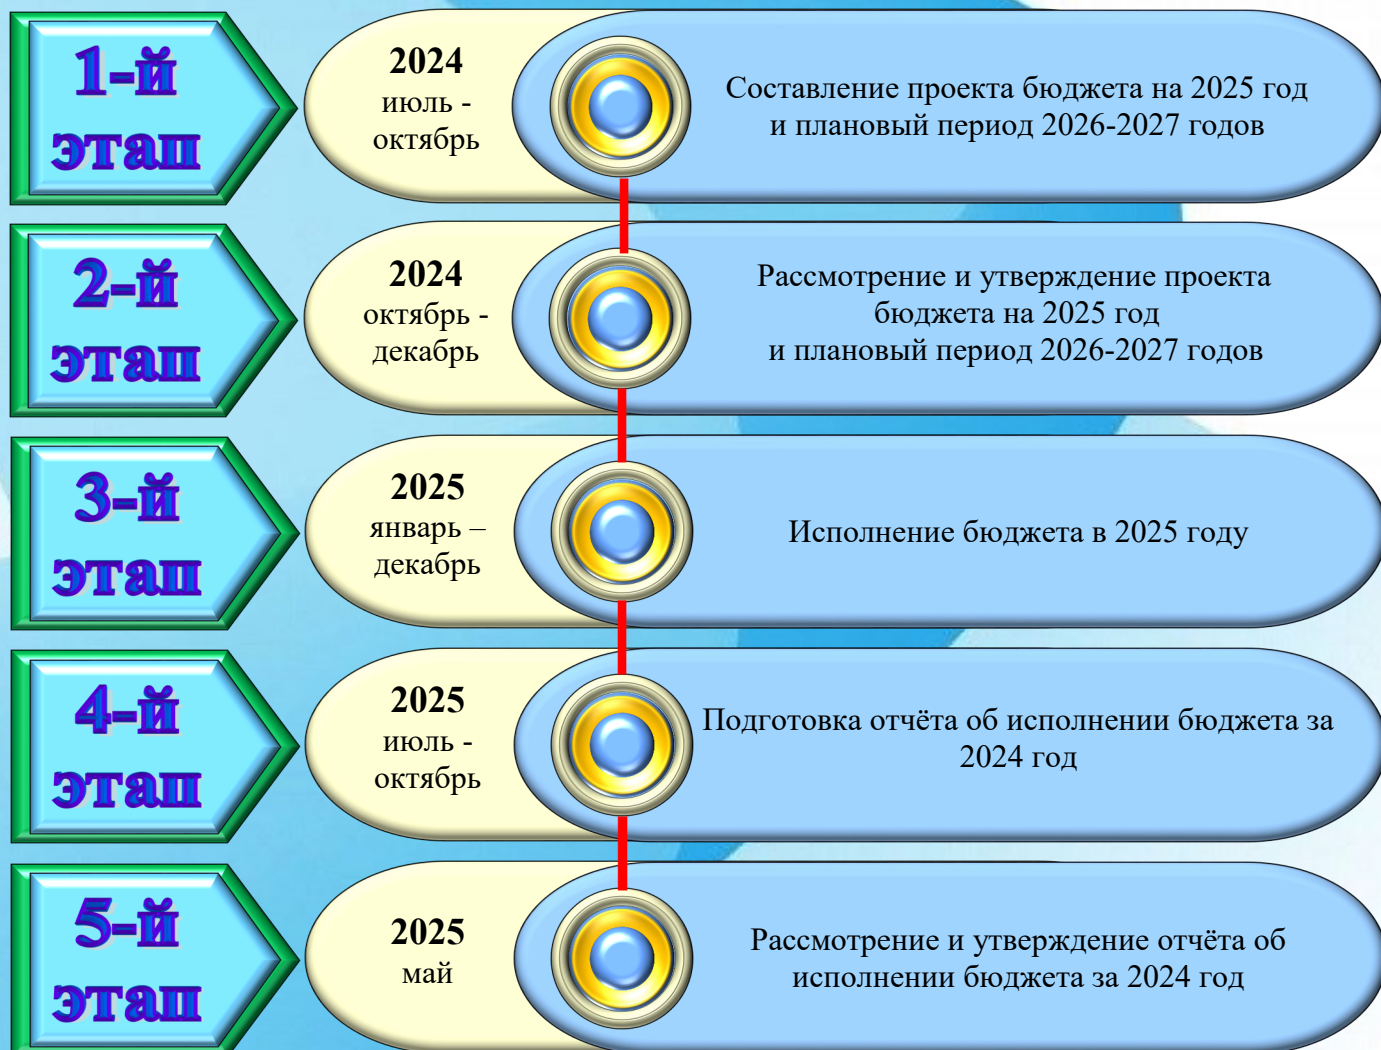 1-й
этап
2024
июль -
октябрь
Составление проекта бюджета на 2025 год
и плановый период 2026-2027 годов
2-й
этап
2024
октябрь -
декабрь
Рассмотрение и утверждение проекта
бюджета на 2025 год
и плановый период 2026-2027 годов
3-й
этап
2025
январь –
декабрь
Исполнение бюджета в 2025 году
4-й
этап
2025
июль -
октябрь
Подготовка отчёта об исполнении бюджета за
2024 год
5-й
этап
2025
май
Рассмотрение и утверждение отчёта об
исполнении бюджета за 2024 год